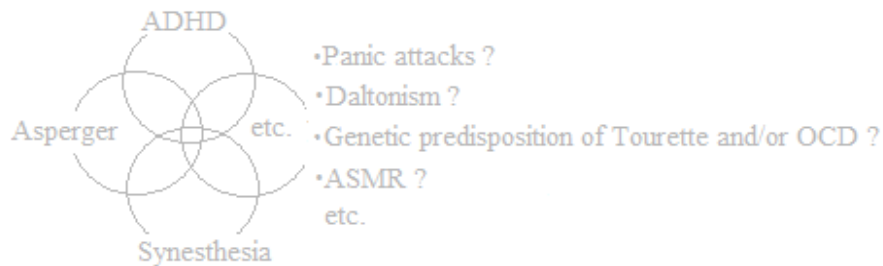 ADHD
Asperger
etc.
Synesthesia
•Panic attacks ?
•Daltonism ?
•Genetic predisposition of Tourette and/or OCD ?
•ASMR ?
etc.